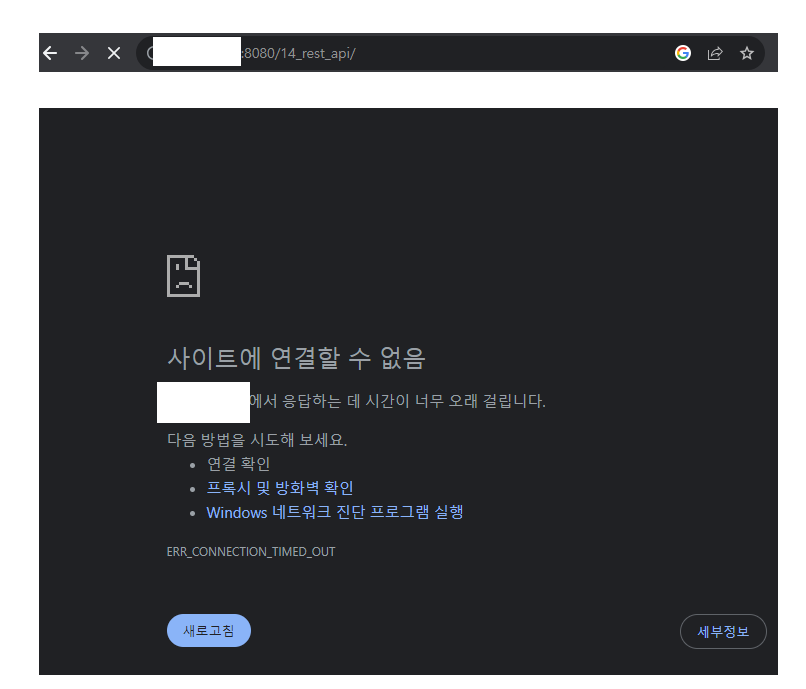 :8080/14_rest_api/
사이트에 연결할 수 없음
에서 응답하는 데 시간이 너무 오래 걸립니다.
다음 방법을 시도해 보세요.
• 연결 확인
• 프록시 및 방화벽 확인
• Windows 네트워크 진단 프로그램 실행
ERR_CONNECTION_TIMED_OUT
새로고침
세부정보